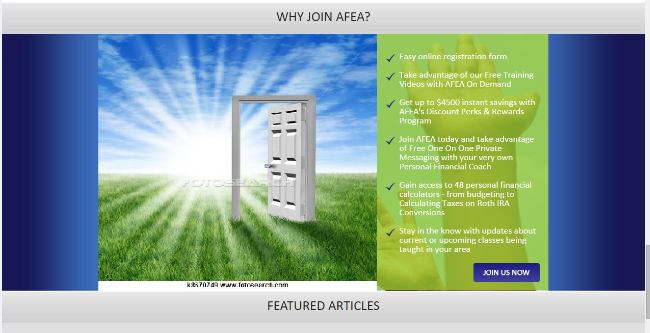 WHY JOIN AFEA?
Easy online registration form
Take advantage of our Free Training
Videos with AFEA On Demand
Get up to $4500 instant savings with
AFEA's Discount Perks & Rewards
Program
Join AFEA today and take advantage
of Free One On One Private
Messaging with your very own
Personal Financial Coach
Gain access to 48 personal financial
calculators - from budgeting to
Calculating Taxes on Roth IRA
Conversions
Stay in the know with updates about
current or upcoming classes being
taught in your area
FOTOSEARCH
JOIN US NOW
k3670749 www.fotosearch.com
FEATURED ARTICLES